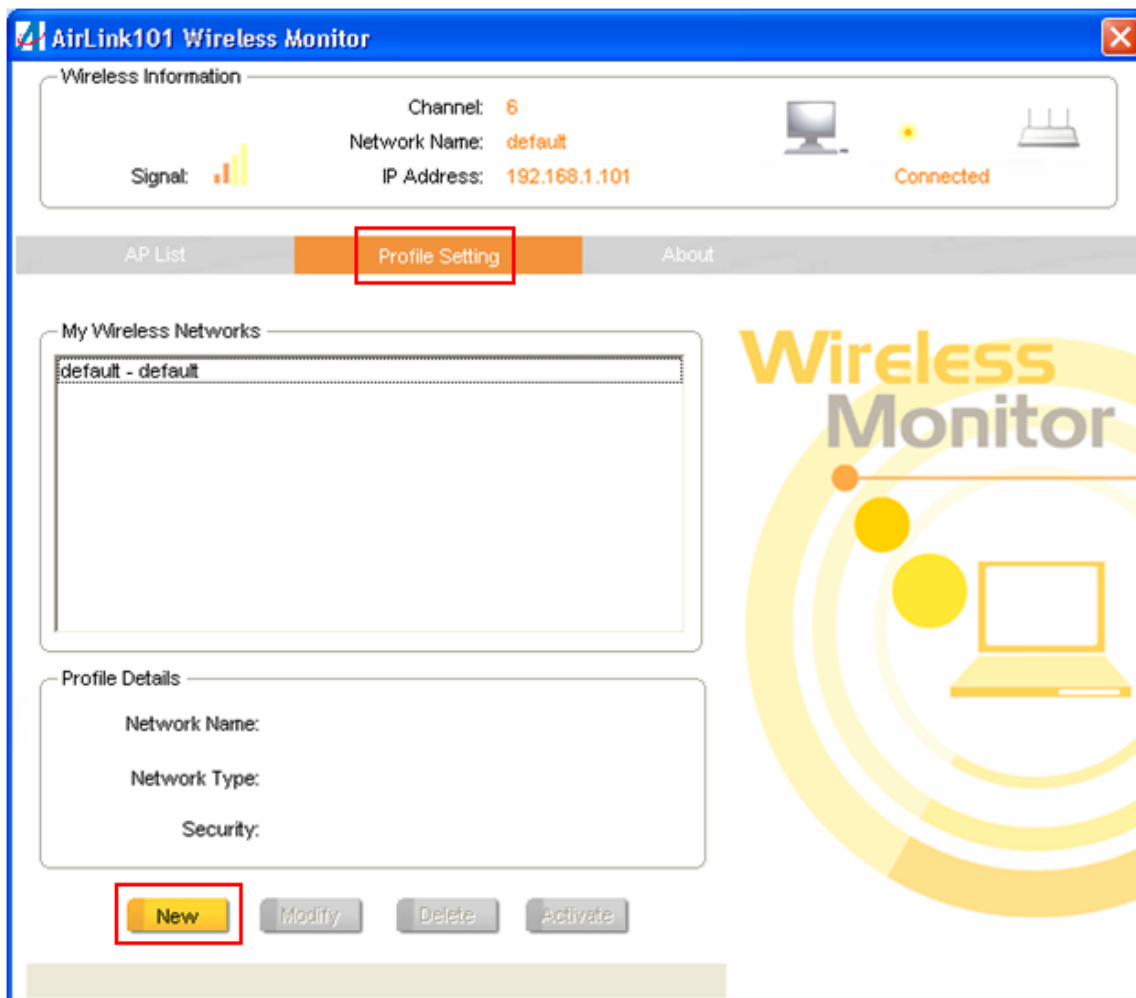 AirLink101 Wireless Monitor
Wireless Information
Channel: 6
Network Name: default
Signal: IP Address: 192.168.1.101
Connected
AP List Profile Setting About
My Wireless Networks
default - default
Wireless
Monitor
Profile Details
Network Name:
Network Type:
Security:
New Modify Delete Activate